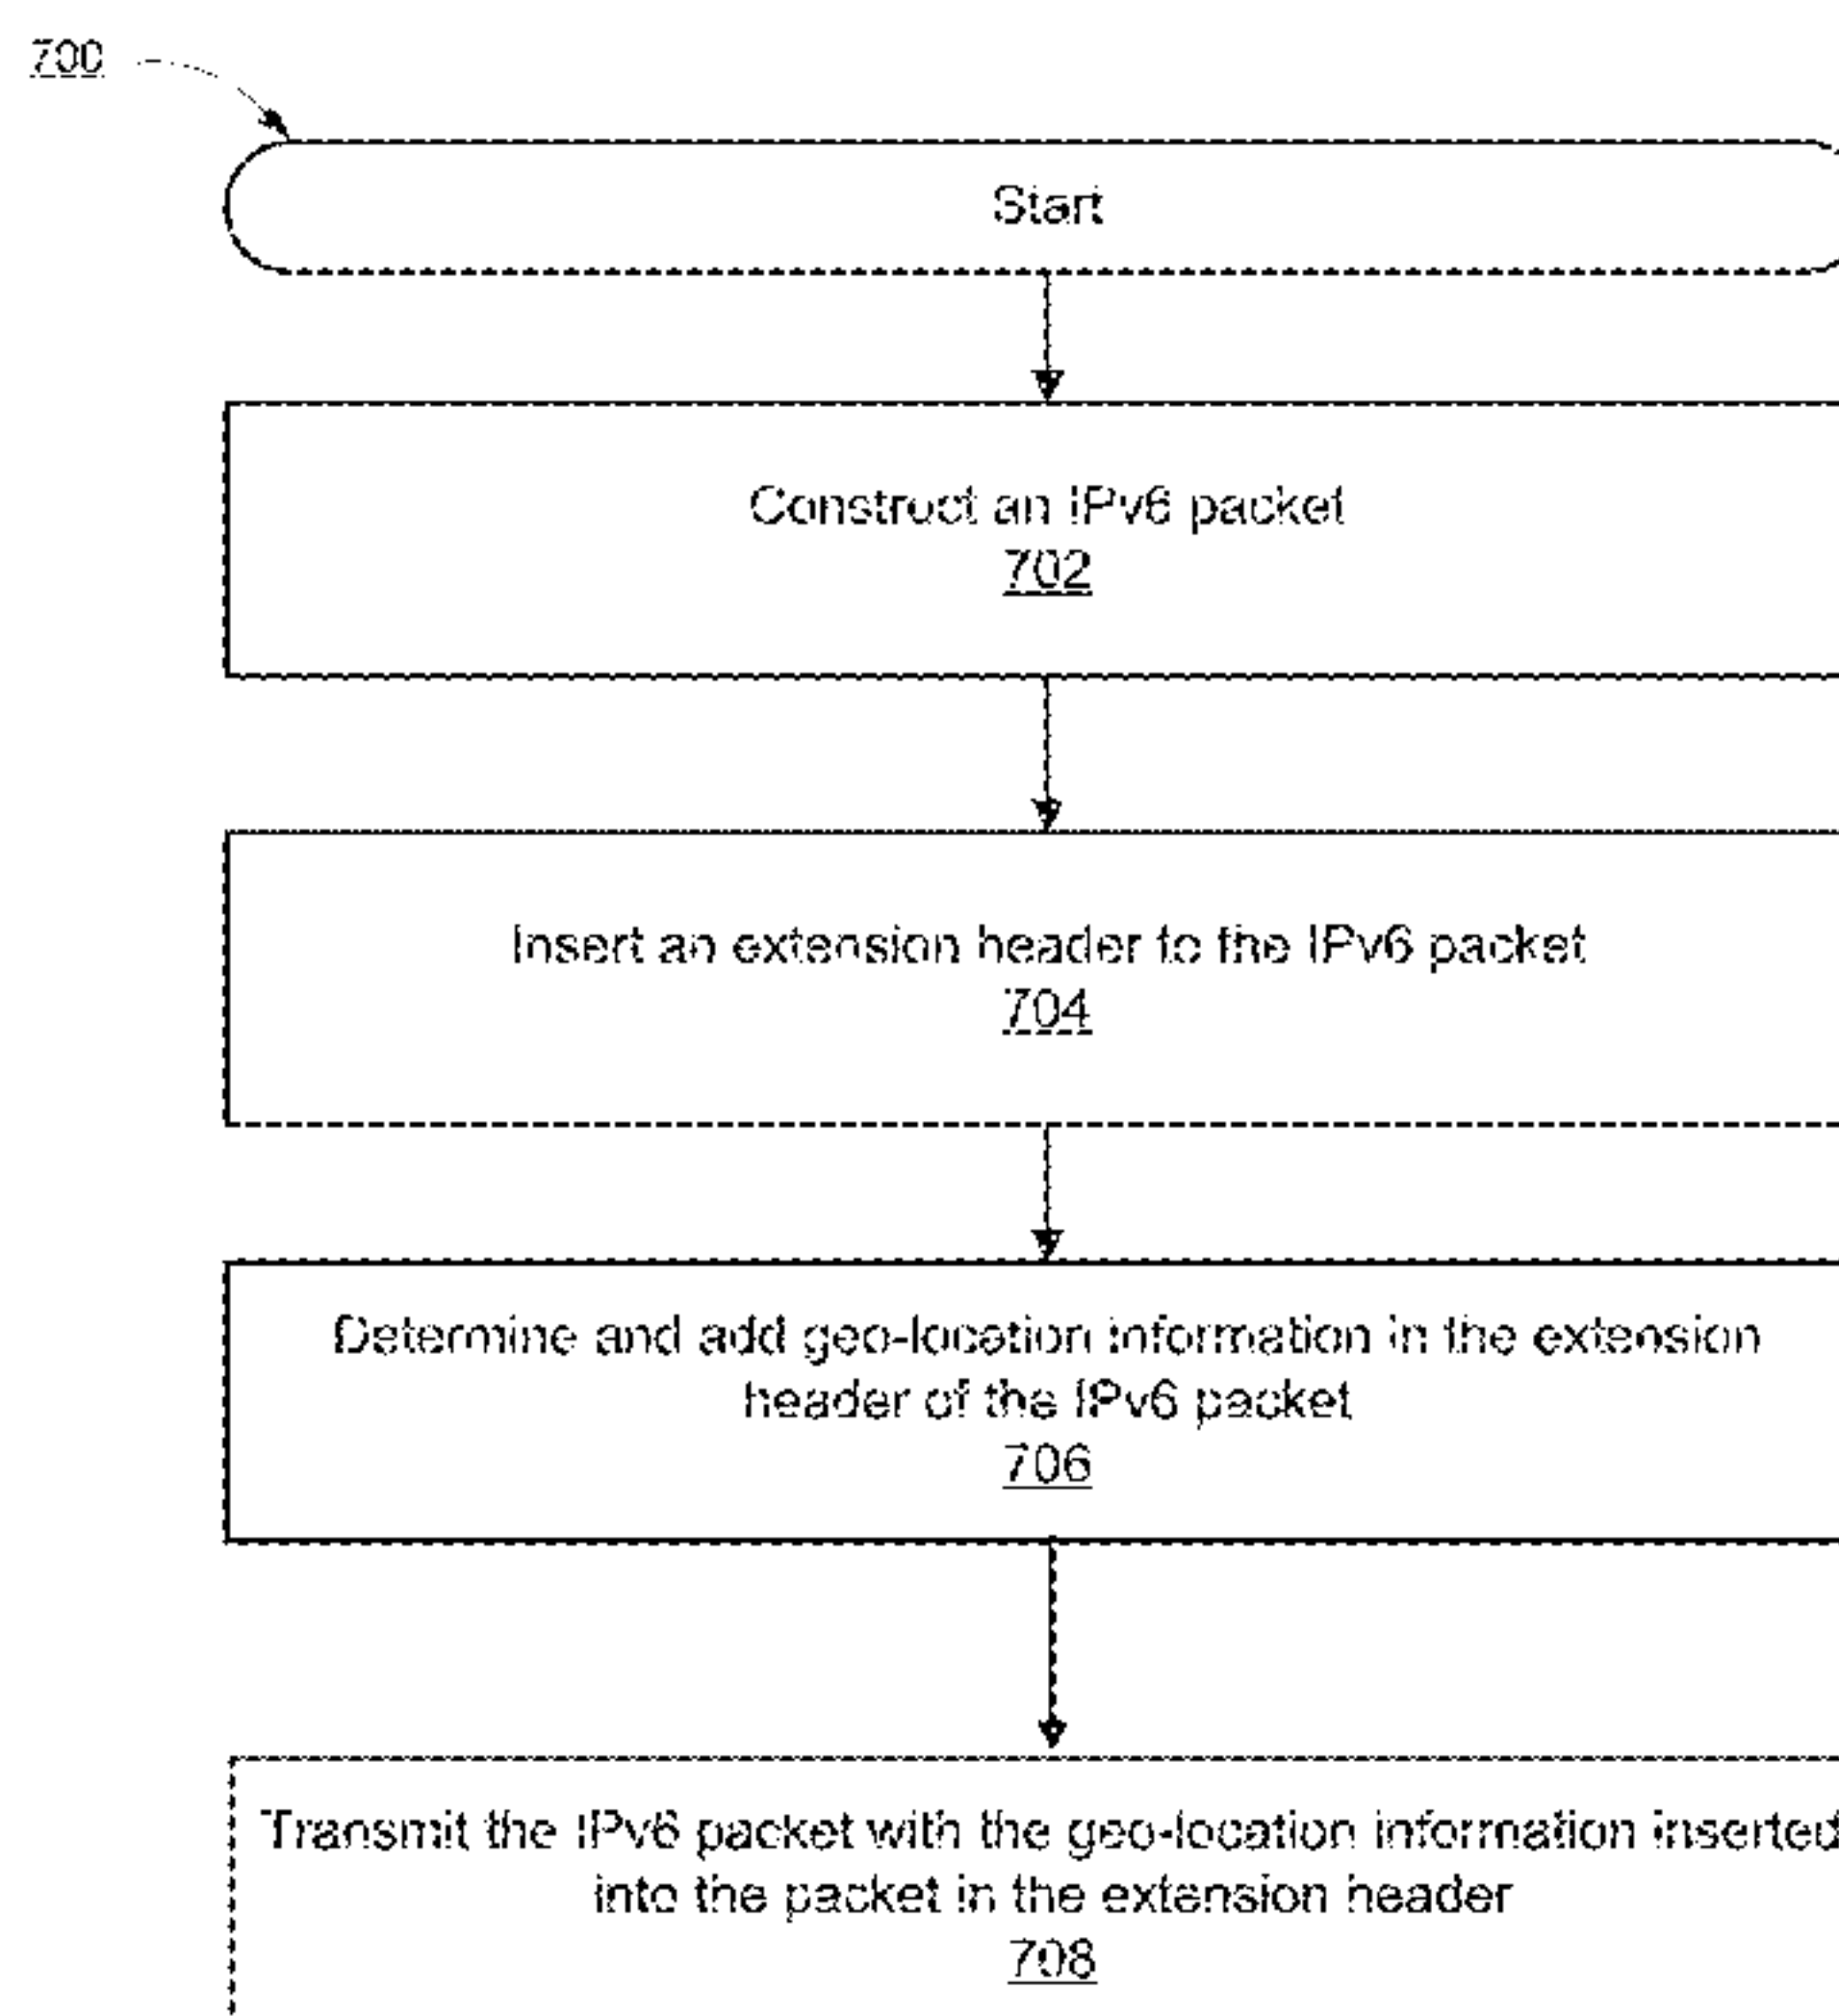 700
Start
Construct an IPv6 packet
702
Insert an extension header to the IPv6 packet
704
Determine and add geo-location information in the extension
header of the IPv6 packet
706
Transmit the IPv6 packet with the geo-location information inserted
into the packet in the extension header
708